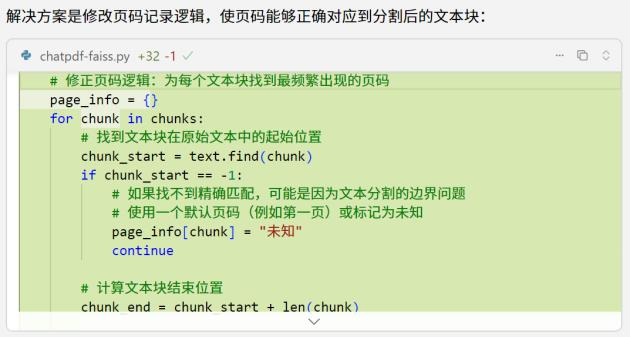 解决方案是修改页码记录逻辑，使页码能够正确对应到分割后的文本块：
chatpdf-faiss.py +32 -1
# 修正页码逻辑：为每个文本块找到最频繁出现的页码
page_info = {}
for chunk in chunks:
# 找到文本块在原始文本中的起始位置
chunk_start = text.find(chunk)
if chunk_start == -1:
# 如果找不到精确匹配，可能是因为文本分割的边界问题
# 使用一个默认页码（例如第一页）或标记为未知
page_info[chunk] = "未知"
continue
# 计算文本块结束位置
chunk_end = chunk_start + len(chunk)